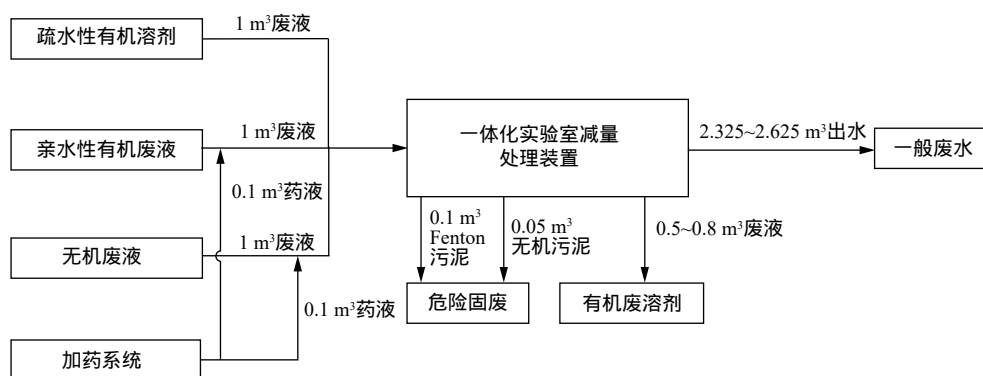 疏水性有机溶剂
1 m³废液
亲水性有机废液
1 m³废液
0.1 m³药液
无机废液
1 m³废液
0.1 m³药液
加药系统
一体化实验室减量
处理装置
2.325~2.625 m³出水
一般废水
0.1 m³
Fenton
污泥
0.05 m³
无机污泥
0.5~0.8 m³废液
危险固废
有机废溶剂